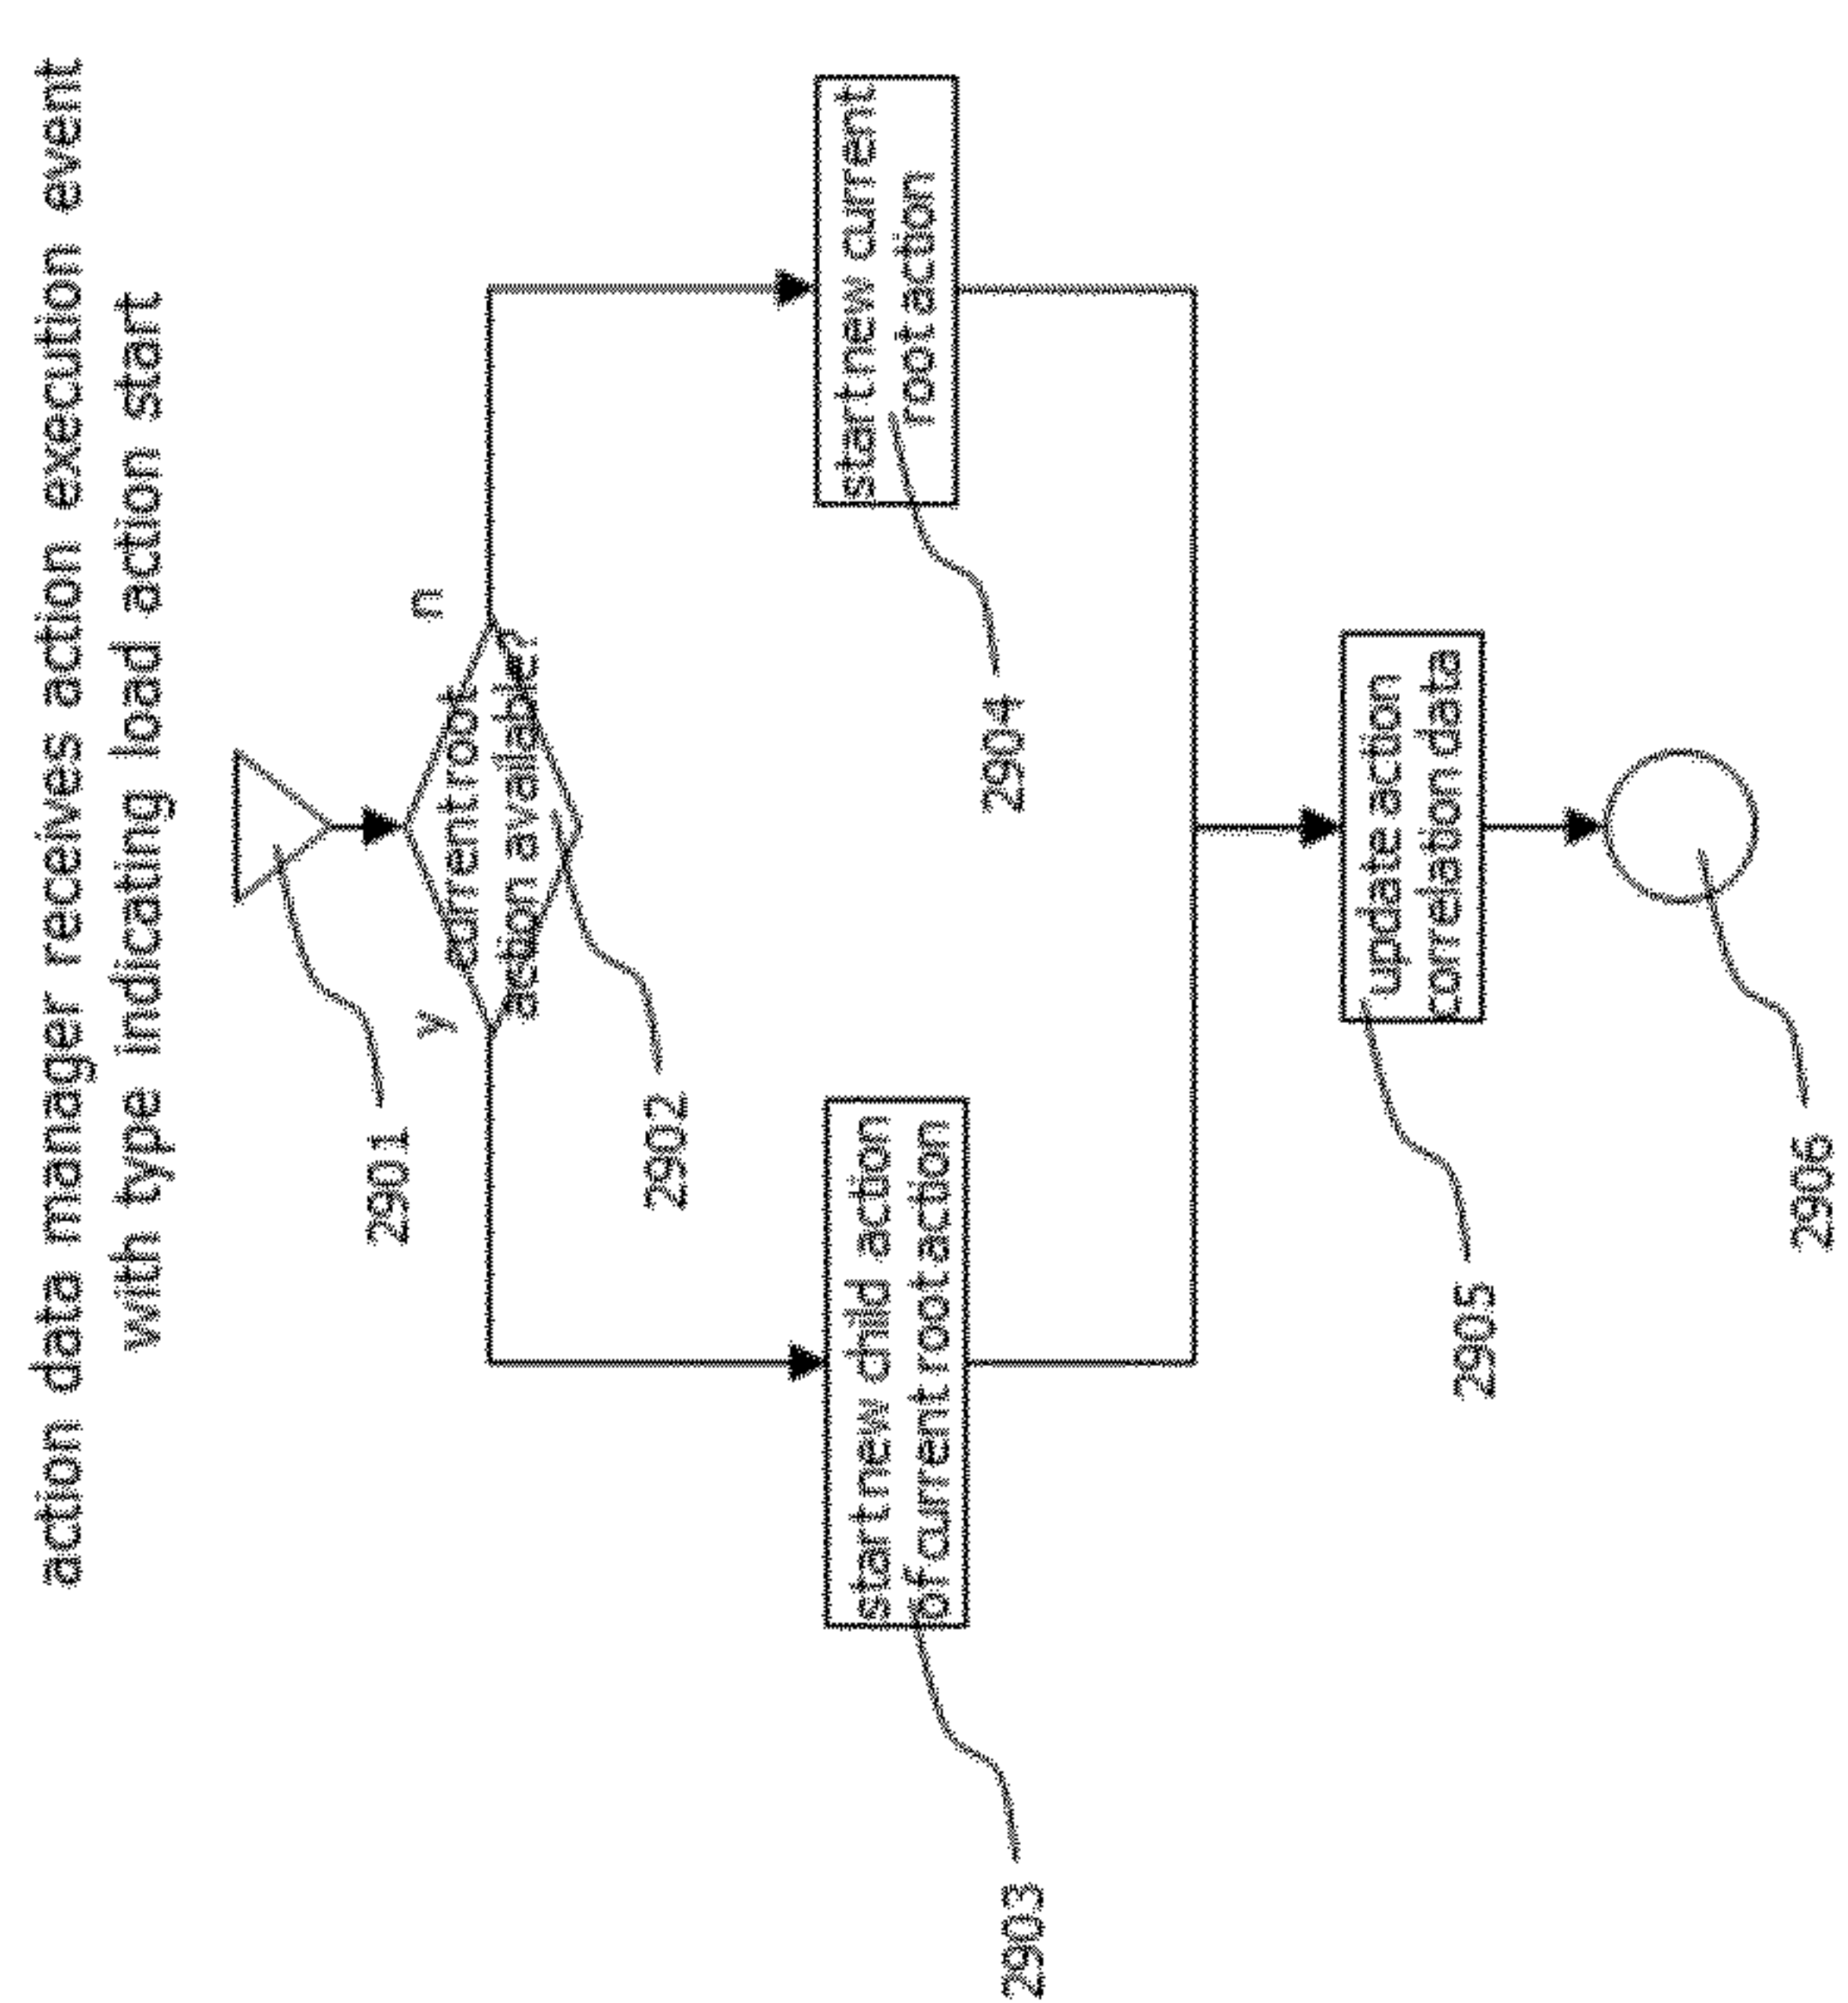 action data manager receives action execution event
with type indicating load action start
2901
y
n
current root
action available?
2902
start new child action
of current root action
2903
start new current
root action
2904
update action
correlation data
2905
2906